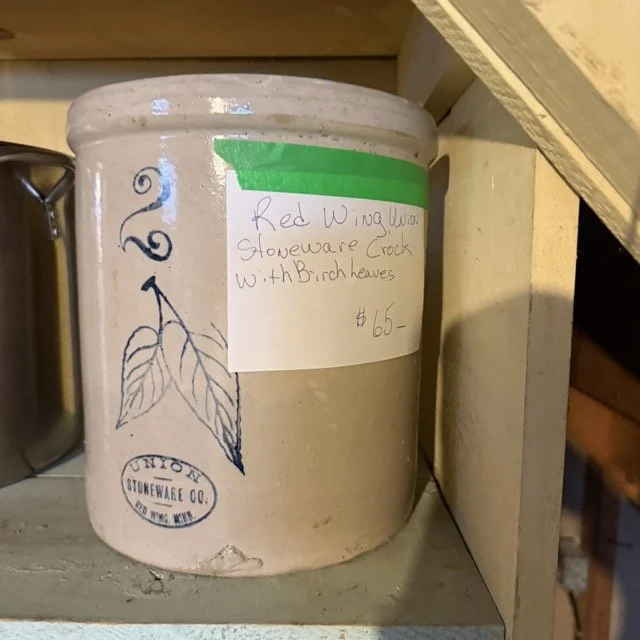 2
Red Wing Union
Stoneware Crock
with Birch Leaves
$65–
UNION
STONEWARE CO.
RED WING, MINN.